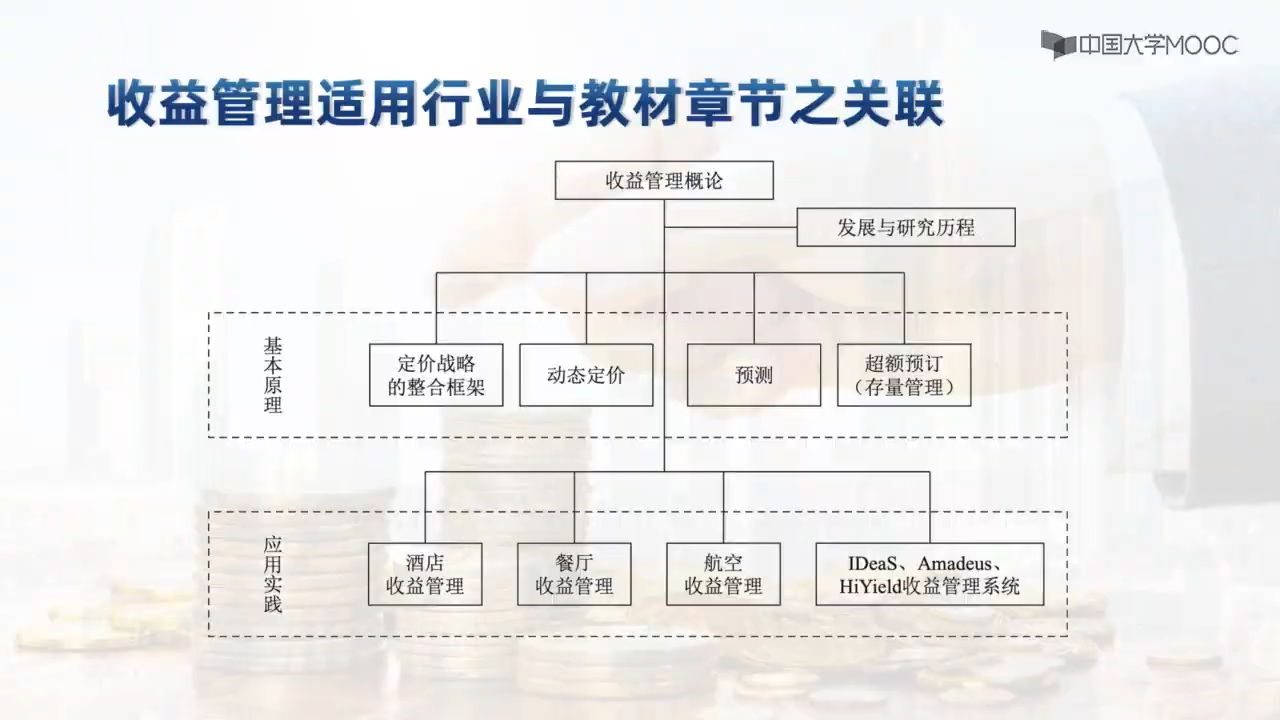 中国大学MOOC
收益管理适用行业与教材章节之关联
收益管理概论
发展与研究历程
基本原理
定价战略
的整合框架
动态定价
预测
超额预订
（存量管理）
应用实践
酒店
收益管理
餐厅
收益管理
航空
收益管理
IDeaS、Amadeus、
HiYield收益管理系统